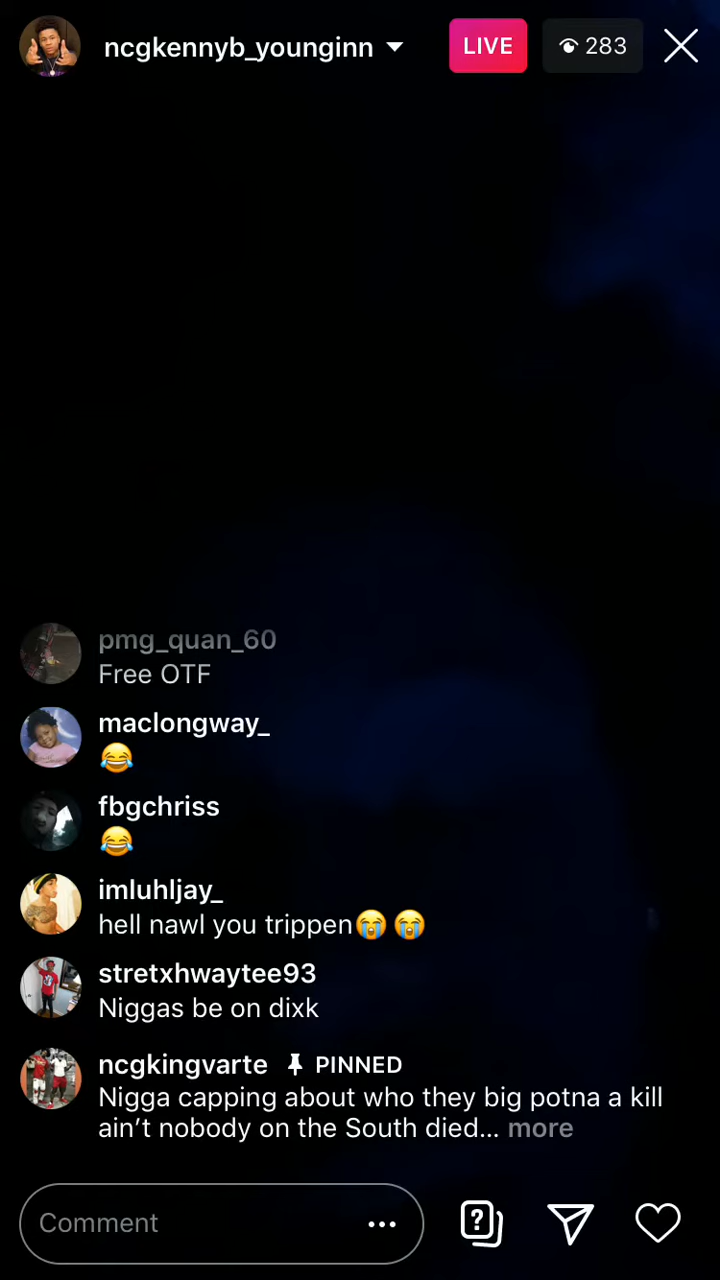 ncgkennyb_younginn
LIVE
283
pmg_quan_60
Free OTF
maclongway_
😂
fbgchriss
😂
imluhljay_
hell nawl you trippen😭 😭
stretxhwaytee93
Niggas be on dixk
ncgkingvarte PINNED
Nigga capping about who they big potna a kill
ain’t nobody on the South died... more
Comment